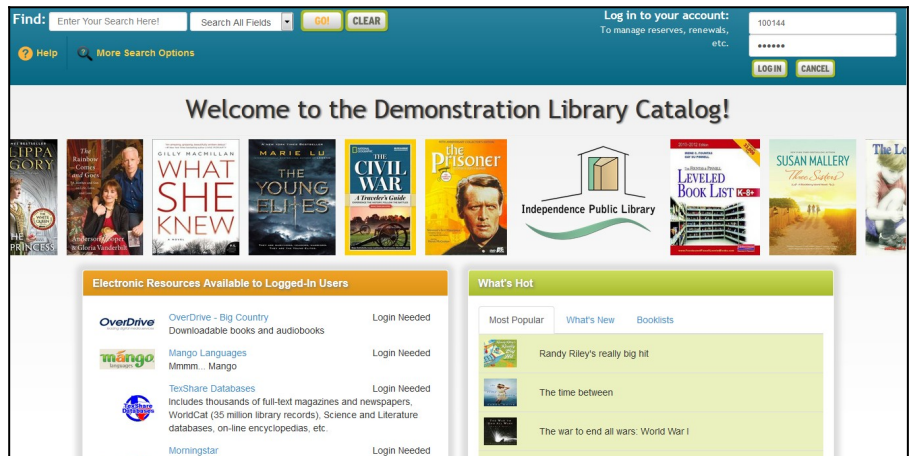 Find:
Enter Your Search Here!
Search All Fields
GO!
CLEAR
Log in to your account:
To manage reserves, renewals,
etc.
100144
••••••
LOG IN
CANCEL
? Help
More Search Options
Welcome to the Demonstration Library Catalog!
LIPPA
GORY
PRINCESS
The
Rainbow
Comes
and Goes
Anderson Cooper
& Gloria Vanderbilt
GILLY MACMILLAN
WHAT
SHE
KNEW
A NOVEL
MARIE LU
THE
YOUNG
ELITES
THE
CIVIL
WAR
A Traveler's Guide
the
Prisoner
Independence Public Library
LEVELED
BOOK LIST K-8+
SUSAN MALLERY
Three Sisters
The Lo
Electronic Resources Available to Logged-In Users
OverDrive
OverDrive - Big Country
Login Needed
Downloadable books and audiobooks
mango
languages
Mango Languages
Login Needed
Mmmm... Mango
TexShare
Databases
TexShare Databases
Login Needed
Includes thousands of full-text magazines and newspapers,
WorldCat (35 million library records), Science and Literature
databases, on-line encyclopedias, etc.
Morningstar
Login Needed
What's Hot
Most Popular
What's New
Booklists
Randy Riley's really big hit
The time between
The war to end all wars: World War I